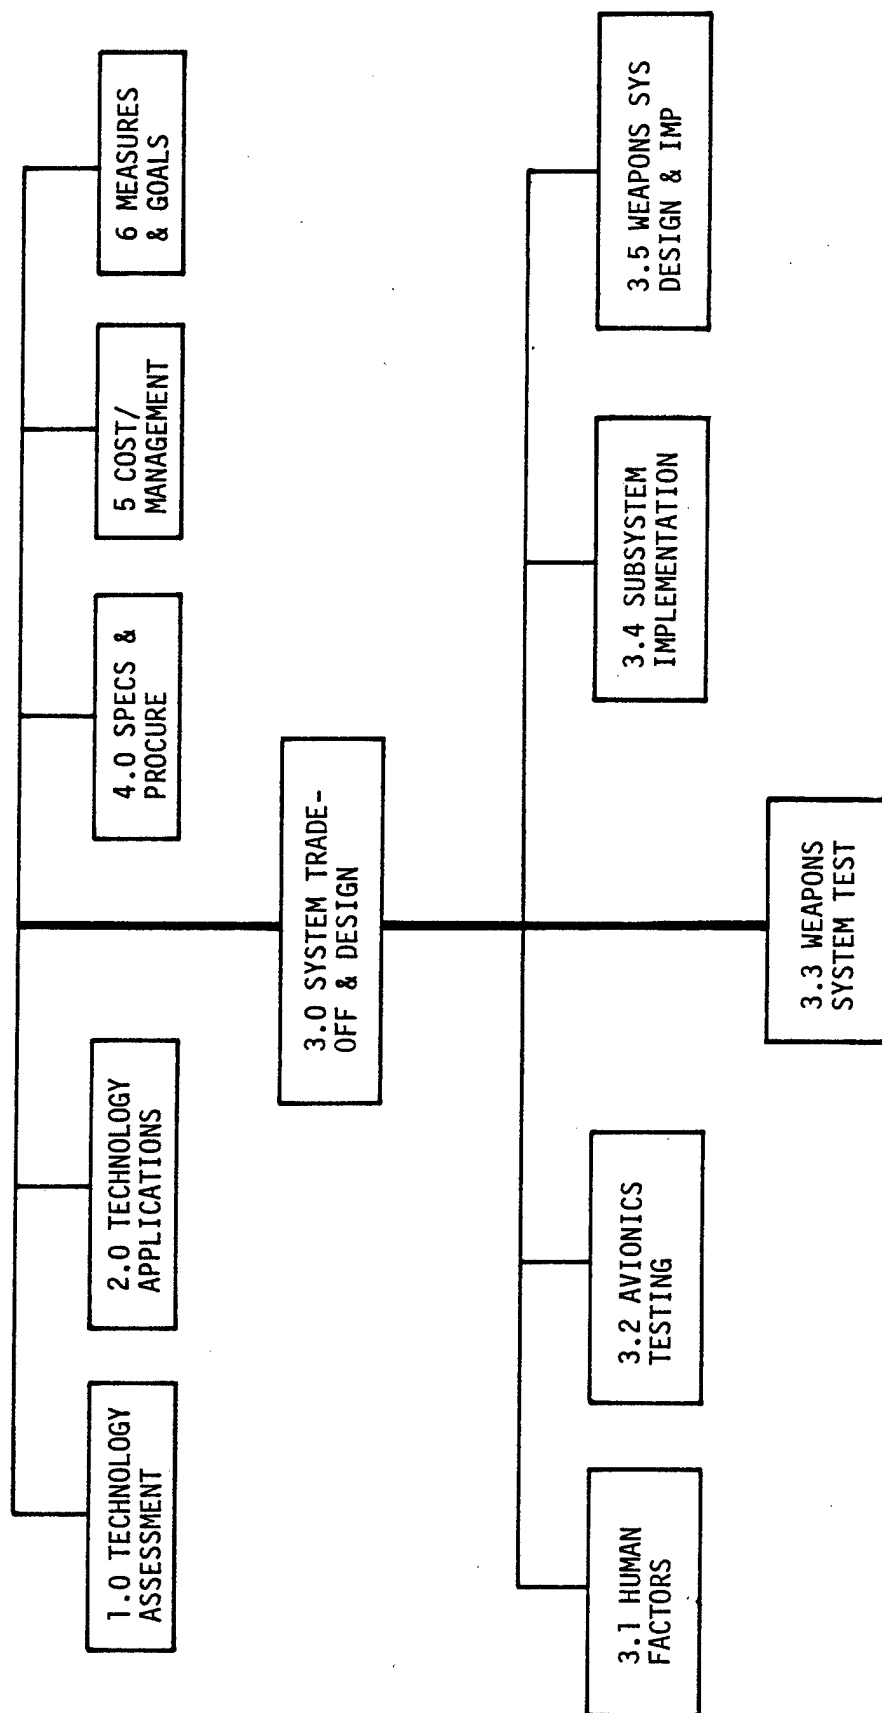 1.0 TECHNOLOGY
ASSESSMENT
2.0 TECHNOLOGY
APPLICATIONS
4.0 SPECS &
PROCURE
5 COST/
MANAGEMENT
6 MEASURES
& GOALS
3.0 SYSTEM TRADE-
OFF & DESIGN
3.1 HUMAN
FACTORS
3.2 AVIONICS
TESTING
3.4 SUBSYSTEM
IMPLEMENTATION
3.5 WEAPONS SYS
DESIGN & IMP
3.3 WEAPONS
SYSTEM TEST